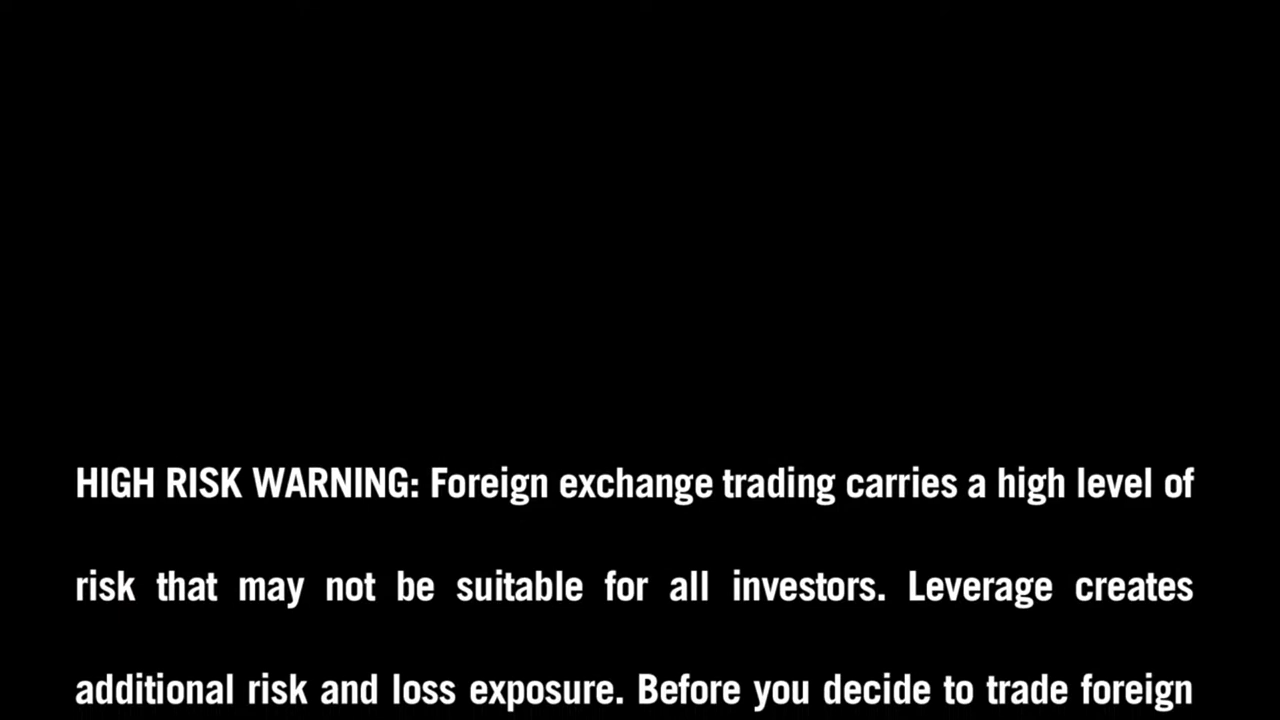 HIGH RISK WARNING: Foreign exchange trading carries a high level of
risk that may not be suitable for all investors. Leverage creates
additional risk and loss exposure. Before you decide to trade foreign